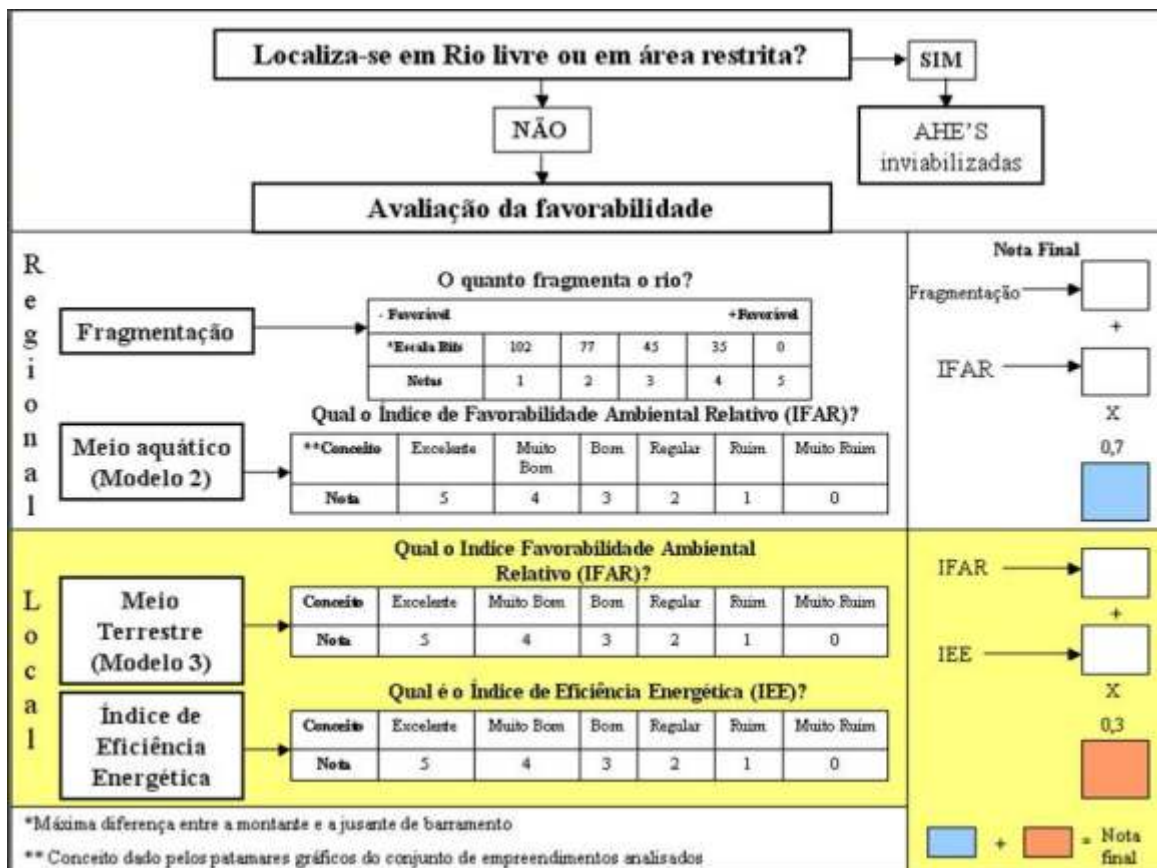 Localiza-se em Rio livre ou em área restrita?
SIM
NÃO
AHE'S
inviabilizadas
Avaliação da favorabilidade
Regional
Fragmentação
O quanto fragmenta o rio?
- Favorável +Favorável
*Escala Rifs 102 77 45 35 0
Notas 1 2 3 4 5
Meio aquático
(Modelo 2)
Qual o Índice de Favorabilidade Ambiental Relativo (IFAR)?
**Conceito Excelente Muito Bom Bom Regular Ruim Muito Ruim
Nota 5 4 3 2 1 0
Nota Final
Fragmentação
+
IFAR
X
0,7
Local
Meio
Terrestre
(Modelo 3)
Qual o Indice Favorabilidade Ambiental
Relativo (IFAR)?
Conceito Excelente Muito Bom Bom Regular Ruim Muito Ruim
Nota 5 4 3 2 1 0
Índice de
Eficiência
Energética
Qual é o Índice de Eficiência Energética (IEE)?
Conceito Excelente Muito Bom Bom Regular Ruim Muito Ruim
Nota 5 4 3 2 1 0
IFAR
+
IEE
X
0,3
*Máxima diferença entre a montante e a jusante de barramento
** Conceito dado pelos patamares gráficos do conjunto de empreendimentos analisados
+ = Nota
final